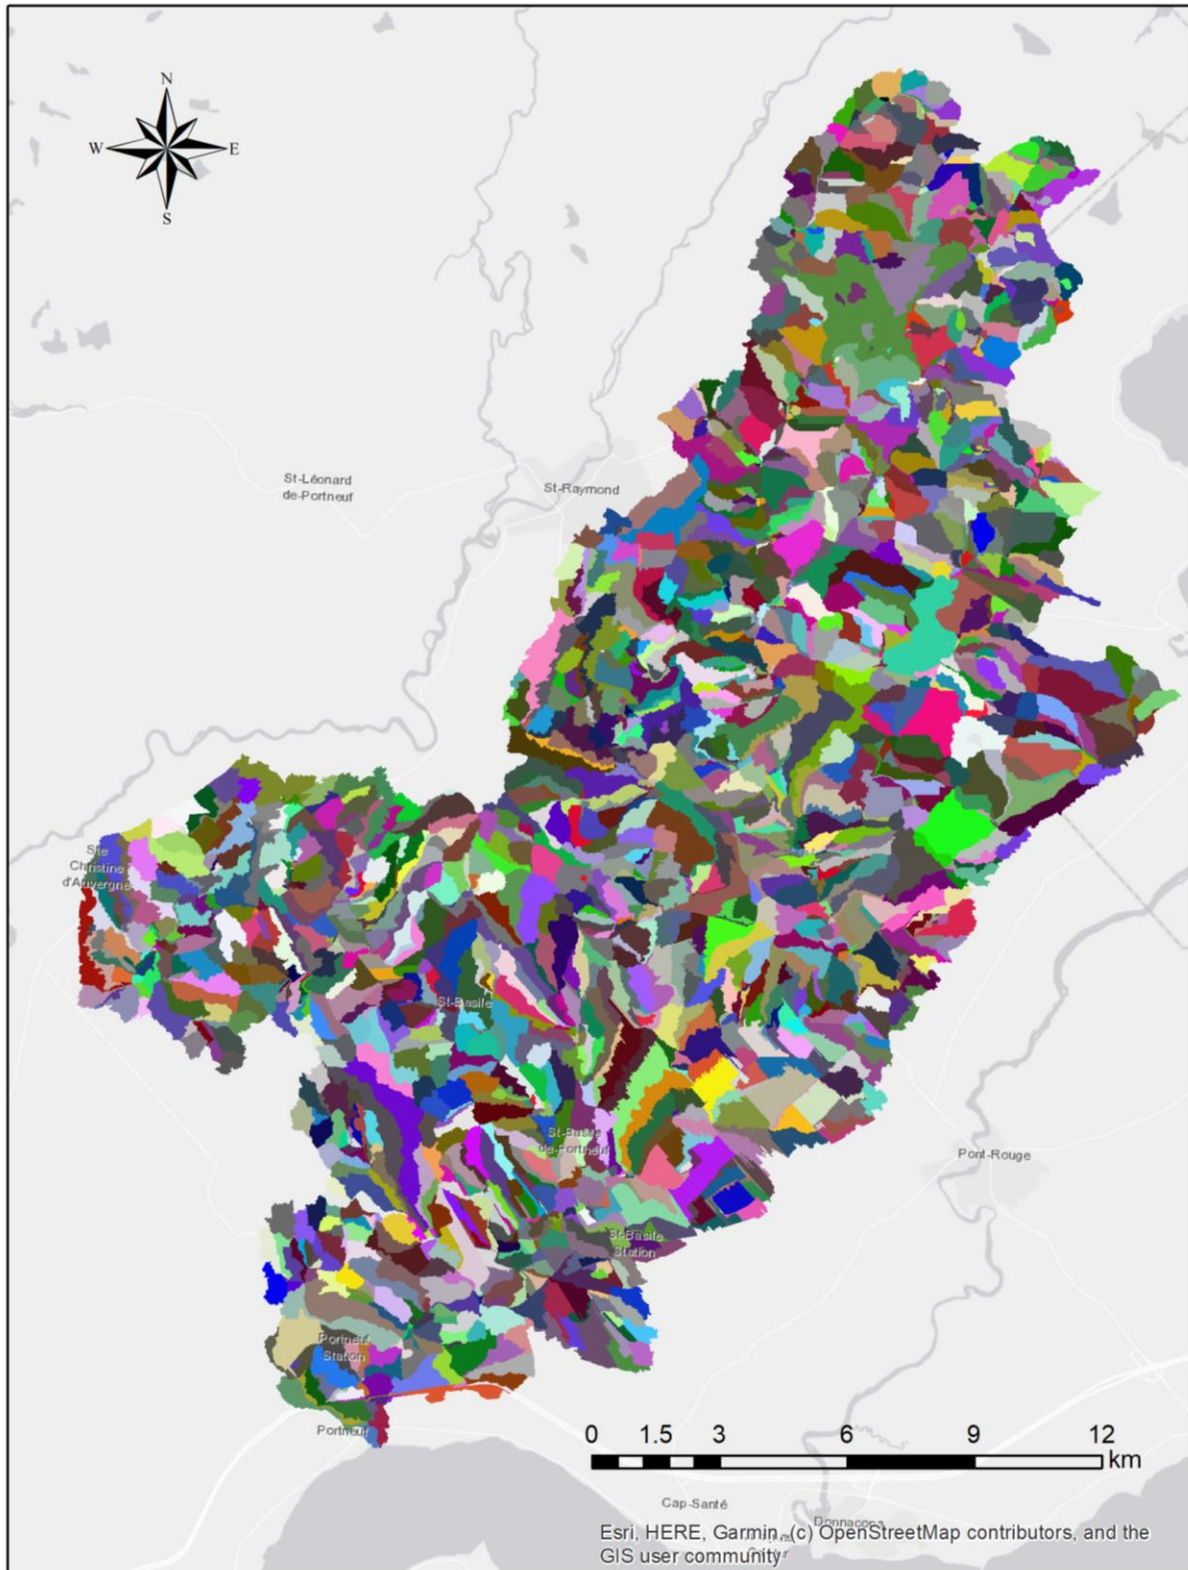 N
W E
S
St-Léonard
de-Portneuf
St-Raymond
Ste
Christine
d'Auvergne
St-Basile
St-Basile
de-Portneuf
Pont-Rouge
St-Basile
Station
Portneuf
Station
Portneuf
0 1.5 3 6 9 12
km
Cap-Santé
Donnacona
Esri, HERE, Garmin, (c) OpenStreetMap contributors, and the
GIS user community